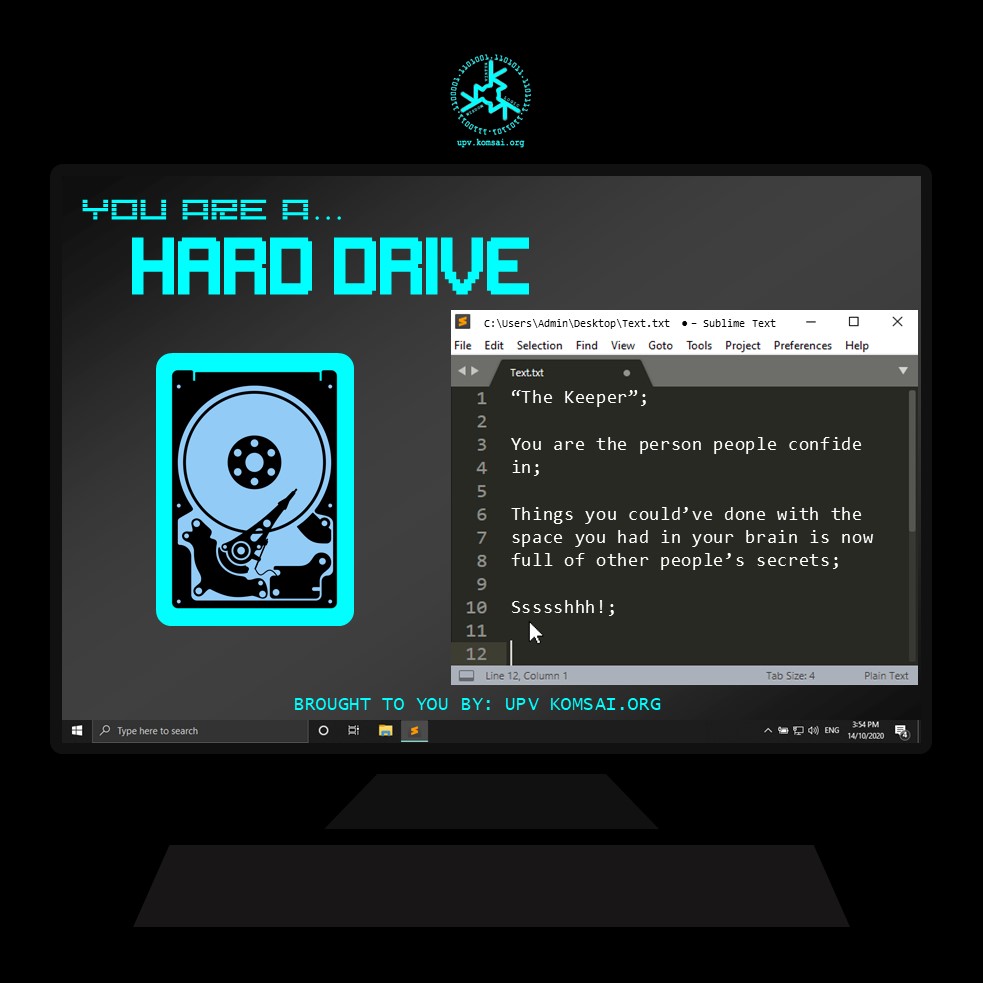 upv.komsai.org
YOU ARE A...
HARD DRIVE
C:\Users\Admin\Desktop\Text.txt ● - Sublime Text
File Edit Selection Find View Goto Tools Project Preferences Help
Text.txt
1 “The Keeper”;
2
3 You are the person people confide
4 in;
5
6 Things you could’ve done with the
7 space you had in your brain is now
8 full of other people’s secrets;
9
10 Sssssshhh!;
11
12
Line 12, Column 1 Tab Size: 4 Plain Text
BROUGHT TO YOU BY: UPV KOMSAI.ORG
Type here to search
ENG
3:54 PM
14/10/2020
4